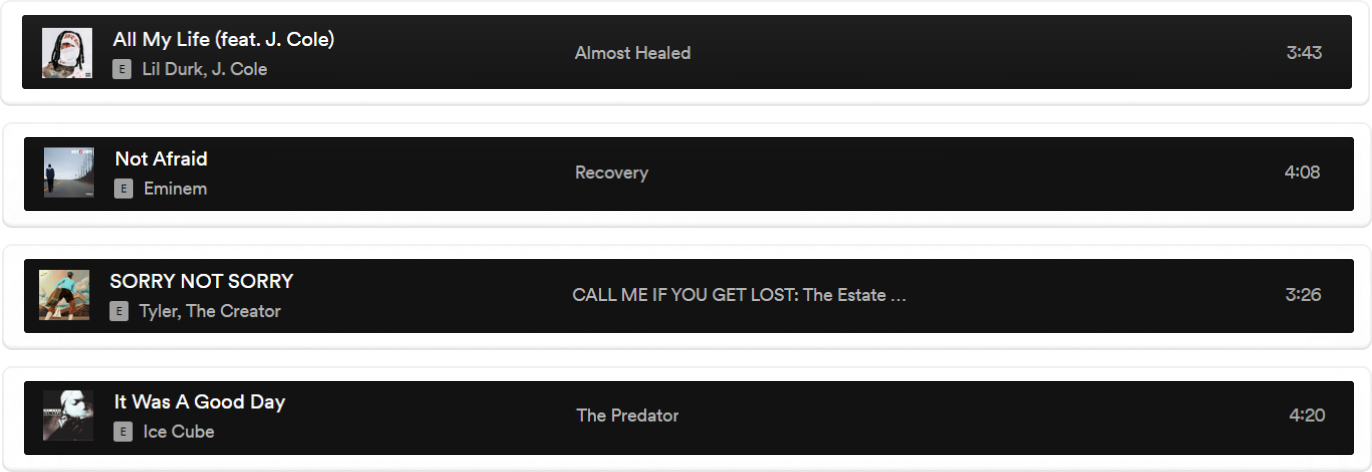 All My Life (feat. J. Cole)
E Lil Durk, J. Cole
Almost Healed
3:43
Not Afraid
E Eminem
Recovery
4:08
SORRY NOT SORRY
E Tyler, The Creator
CALL ME IF YOU GET LOST: The Estate ...
3:26
It Was A Good Day
E Ice Cube
The Predator
4:20